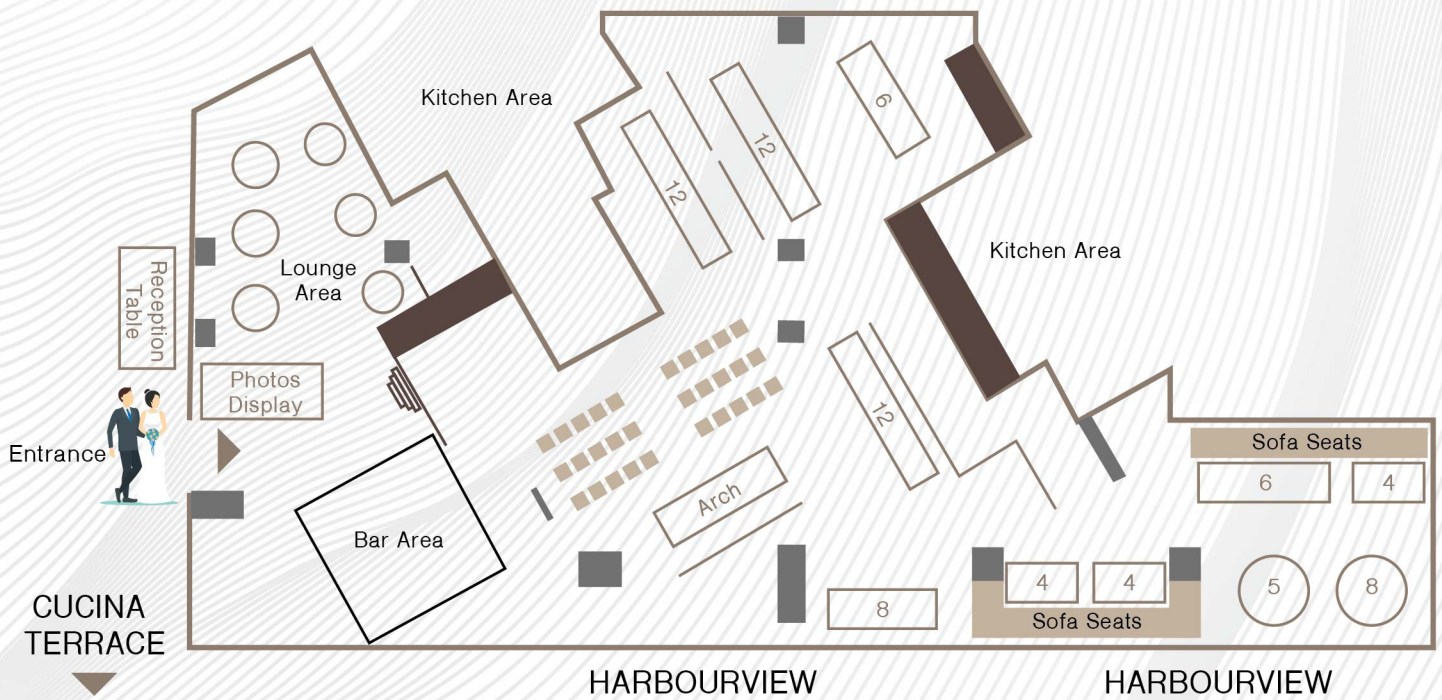 Kitchen Area
6
12
12
Reception
Table
Lounge
Area
Kitchen Area
Photos
Display
12
Entrance
Sofa Seats
6
4
Arch
Bar Area
4
4
5
8
8
Sofa Seats
CUCINA
TERRACE
HARBOURVIEW
HARBOURVIEW